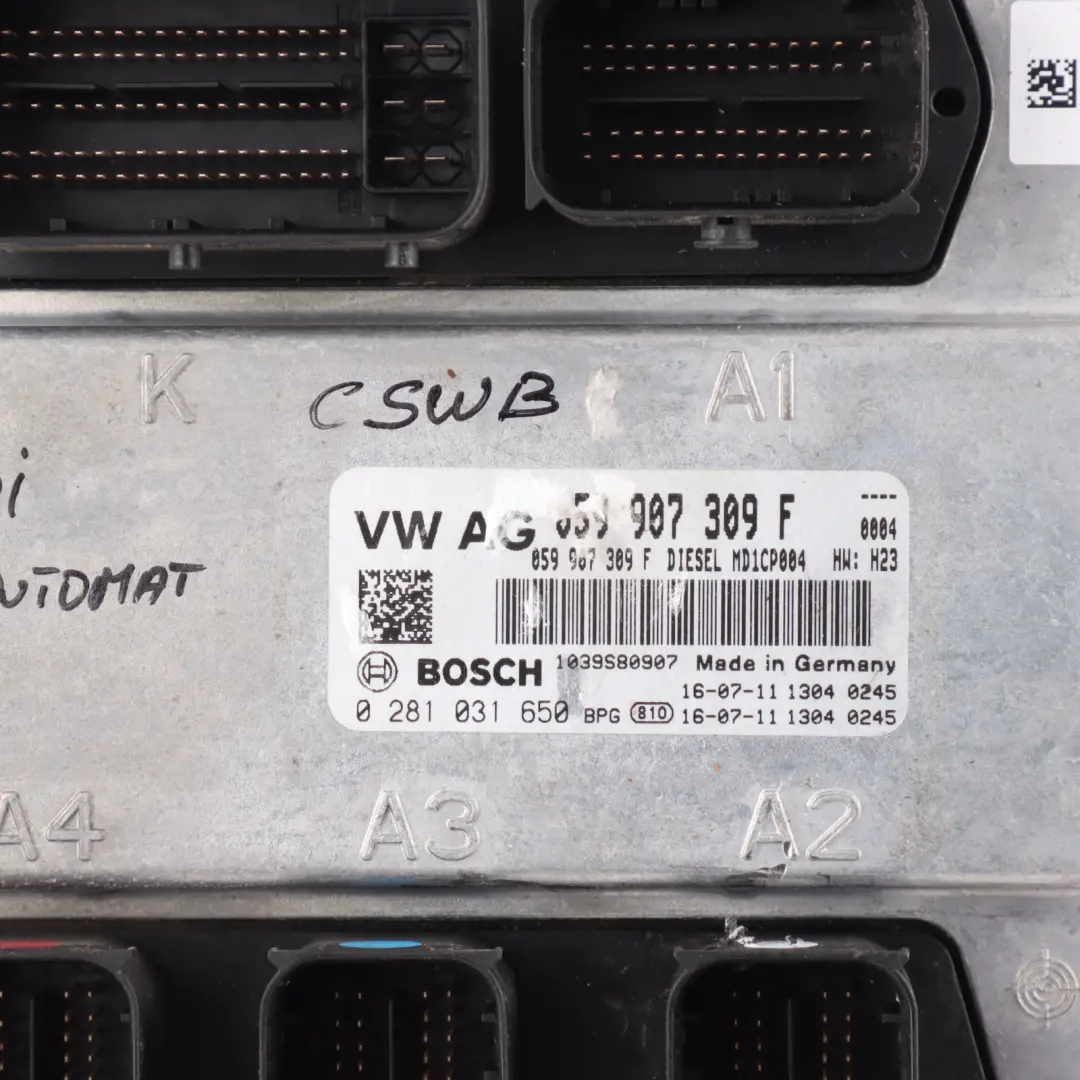 K
CSWB
A1
AUTOMAT
VW AG 059 907 309 F ----
0004
059 907 309 F DIESEL MD1CP004 HW: H23
BOSCH 1039S80907 Made in Germany
16-07-11 1304 0245
0 281 031 650 BPG 810 16-07-11 1304 0245
A4
A3
A2